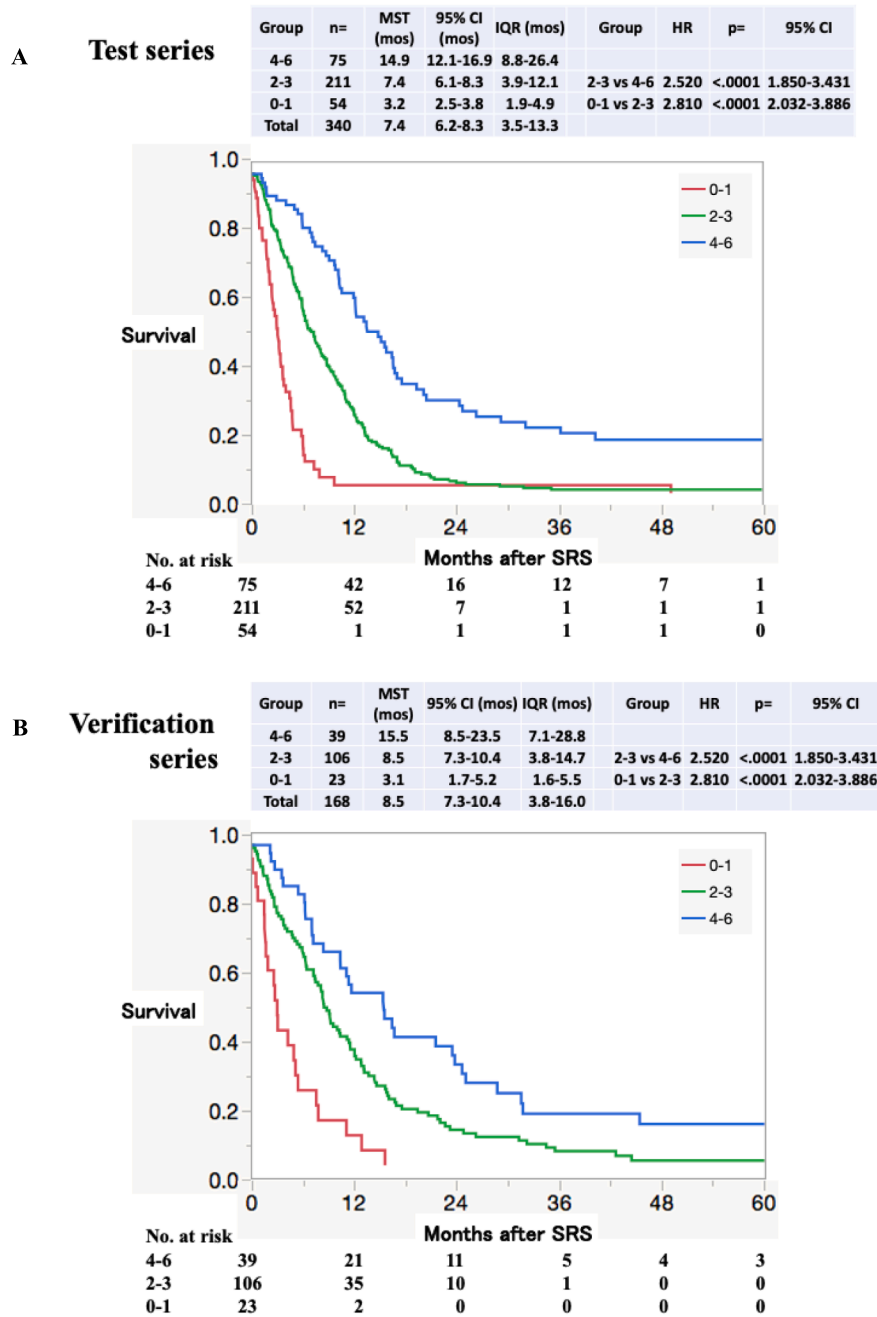 A Test series
Group n= MST (mos) 95% CI (mos) IQR (mos) Group HR p= 95% CI
4-6 75 14.9 12.1-16.9 8.8-26.4
2-3 211 7.4 6.1-8.3 3.9-12.1 2-3 vs 4-6 2.520 <.0001 1.850-3.431
0-1 54 3.2 2.5-3.8 1.9-4.9 0-1 vs 2-3 2.810 <.0001 2.032-3.886
Total 340 7.4 6.2-8.3 3.5-13.3
1.0
0.8
0.6
Survival
0.4
0.2
0.0
0-1
2-3
4-6
0 12 24 36 48 60
Months after SRS
No. at risk
4-6 75 42 16 12 7 1
2-3 211 52 7 1 1 1
0-1 54 1 1 1 1 0
B Verification
series
Group n= MST (mos) 95% CI (mos) IQR (mos) Group HR p= 95% CI
4-6 39 15.5 8.5-23.5 7.1-28.8
2-3 106 8.5 7.3-10.4 3.8-14.7 2-3 vs 4-6 2.520 <.0001 1.850-3.431
0-1 23 3.1 1.7-5.2 1.6-5.5 0-1 vs 2-3 2.810 <.0001 2.032-3.886
Total 168 8.5 7.3-10.4 3.8-16.0
1.0
0.8
0.6
Survival
0.4
0.2
0.0
0-1
2-3
4-6
0 12 24 36 48 60
Months after SRS
No. at risk
4-6 39 21 11 5 4 3
2-3 106 35 10 1 0 0
0-1 23 2 0 0 0 0